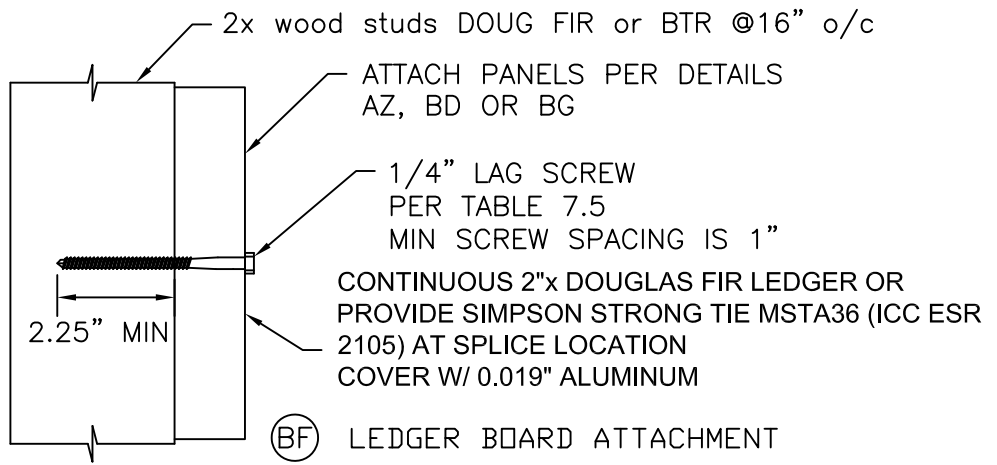 2x wood studs DOUG FIR or BTR @16" o/c
ATTACH PANELS PER DETAILS
AZ, BD OR BG
1/4" LAG SCREW
PER TABLE 7.5
MIN SCREW SPACING IS 1"
CONTINUOUS 2"x DOUGLAS FIR LEDGER OR
PROVIDE SIMPSON STRONG TIE MSTA36 (ICC ESR
2105) AT SPLICE LOCATION
COVER W/ 0.019" ALUMINUM
2.25" MIN
BF LEDGER BOARD ATTACHMENT